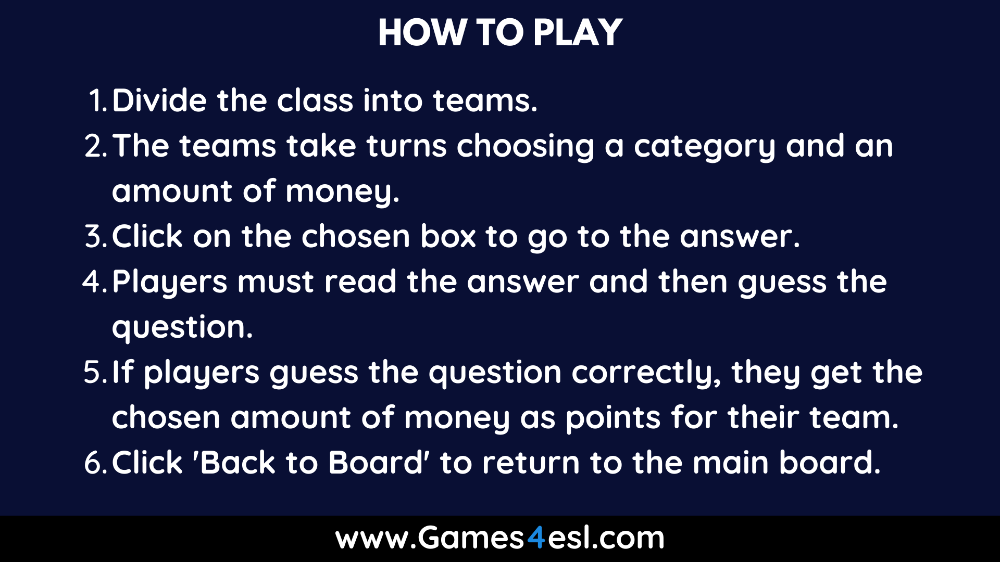 HOW TO PLAY
1. Divide the class into teams.
2. The teams take turns choosing a category and an
amount of money.
3. Click on the chosen box to go to the answer.
4. Players must read the answer and then guess the
question.
5. If players guess the question correctly, they get the
chosen amount of money as points for their team.
6. Click 'Back to Board' to return to the main board.
www.Games4esl.com